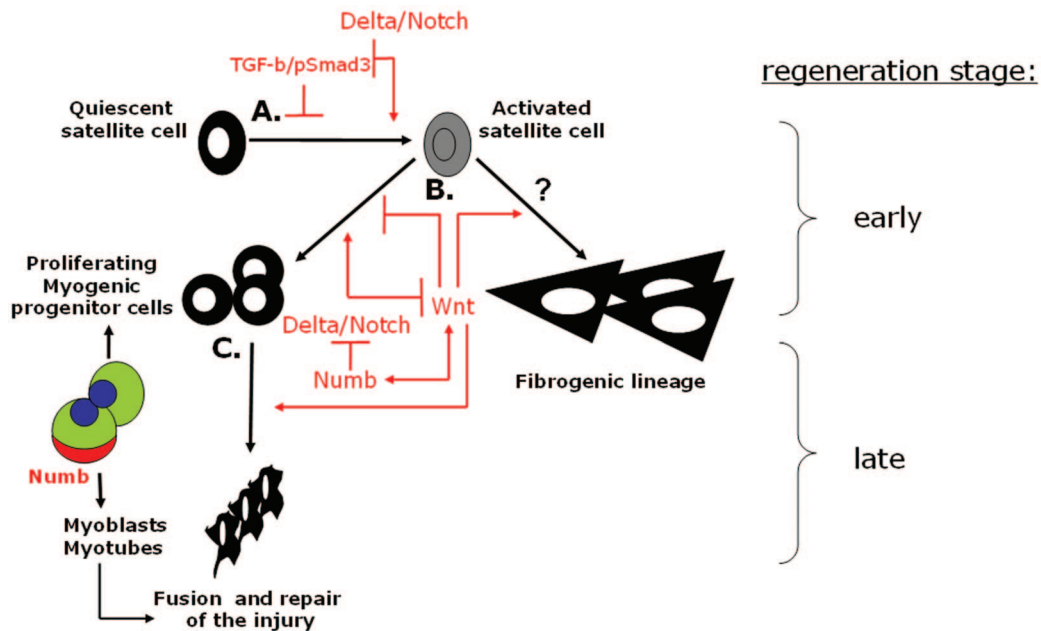 Delta/Notch
TGF-b/pSmad3
regeneration stage:
Quiescent
satellite cell
A.
Activated
satellite cell
B.
?
early
Proliferating
Myogenic
progenitor cells
Wnt
Delta/Notch
C.
Numb
Fibrogenic lineage
late
Numb
Myoblasts
Myotubes
Fusion and repair
of the injury